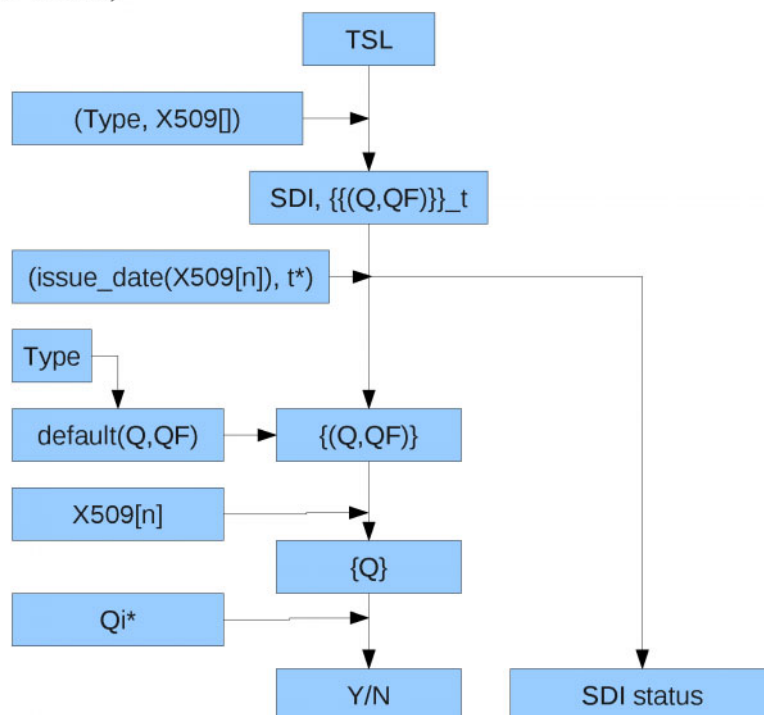 TSL
(Type, X509[])
SDI, {{(Q,QF)}}_t
(issue_date(X509[n]), t*)
Type
default(Q,QF)
{(Q,QF)}
X509[n]
{Q}
Qi*
Y/N
SDI status